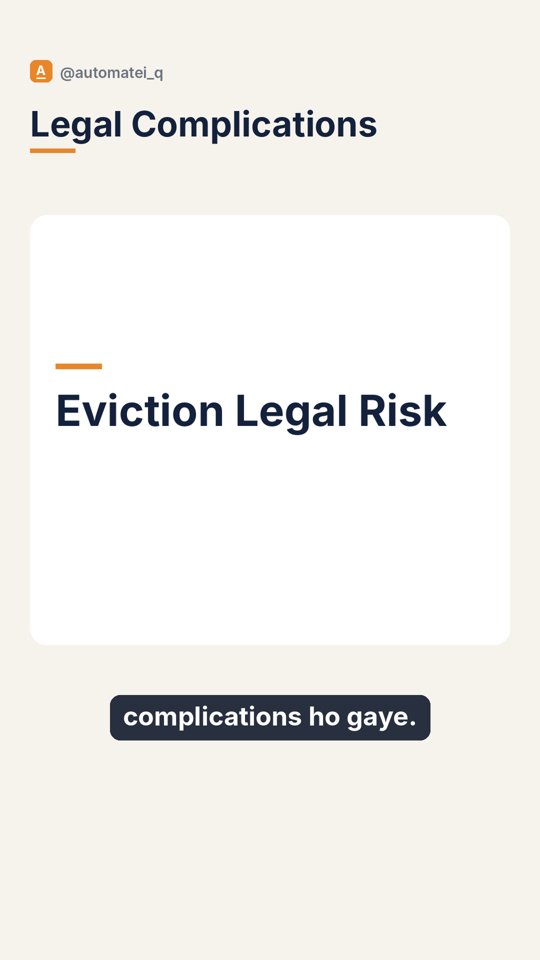 A @automatei_q
Legal Complications
Eviction Legal Risk
complications ho gaye.